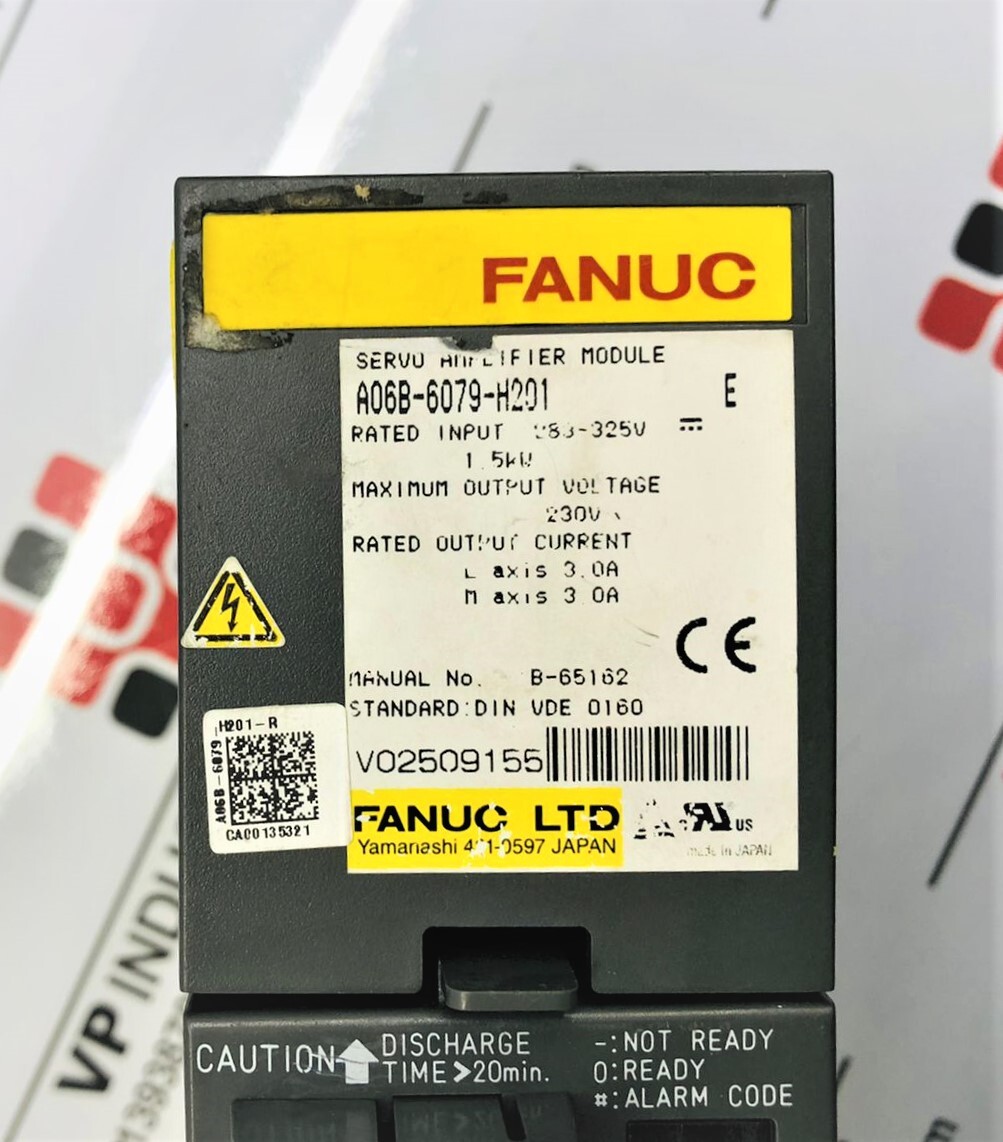 FANUC
SERVO AMPLIFIER MODULE
A06B-6079-H201 E
RATED INPUT 283-325V
1.5kW
MAXIMUM OUTPUT VOLTAGE
230V
RATED OUTPUT CURRENT
L axis 3.0A
M axis 3.0A
CE
MANUAL No. B-65162
STANDARD:DIN VDE 0160
V02509155
H201-R
A06B-6079
CA00135321
FANUC LTD
Yamanashi 401-0597 JAPAN
US
made in JAPAN
CAUTION
DISCHARGE
TIME>20min.
-:NOT READY
0:READY
#:ALARM CODE
VP INDU